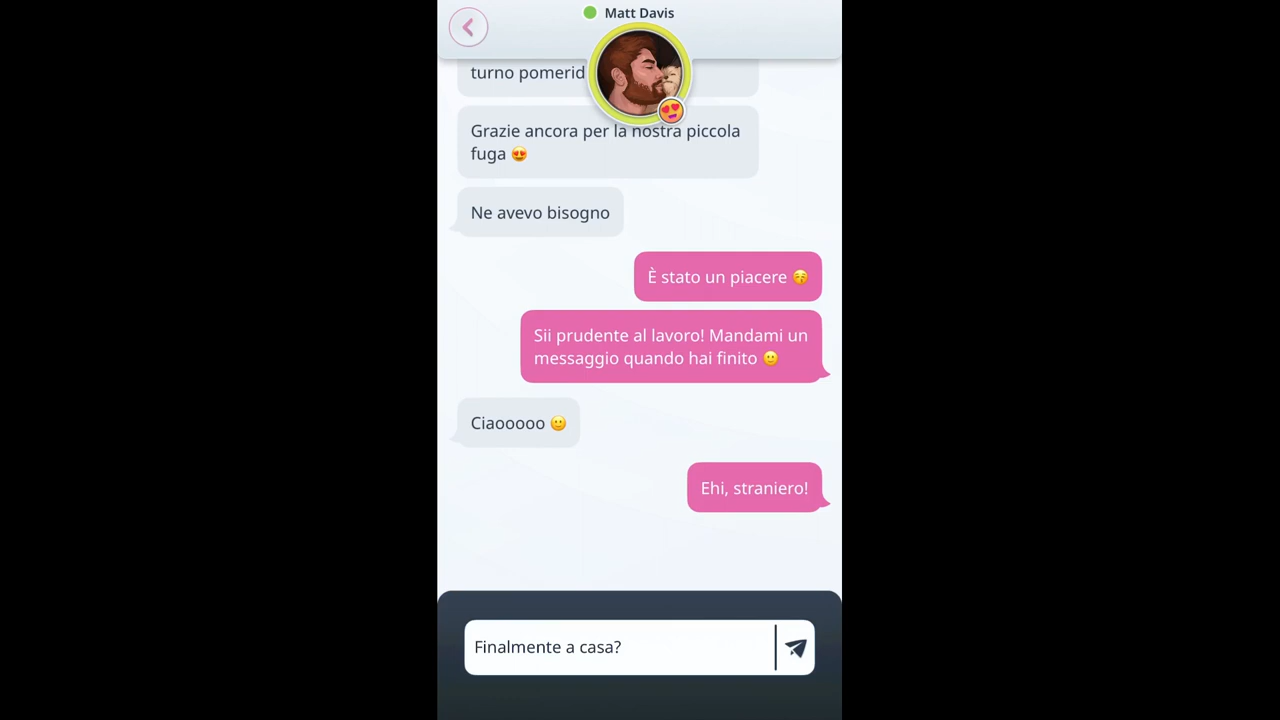 Matt Davis
turno pomerid
Grazie ancora per la nostra piccola
fuga 😍
Ne avevo bisogno
È stato un piacere 😚
Sii prudente al lavoro! Mandami un
messaggio quando hai finito 🙂
Ciaooooo 🙂
Ehi, straniero!
Finalmente a casa?